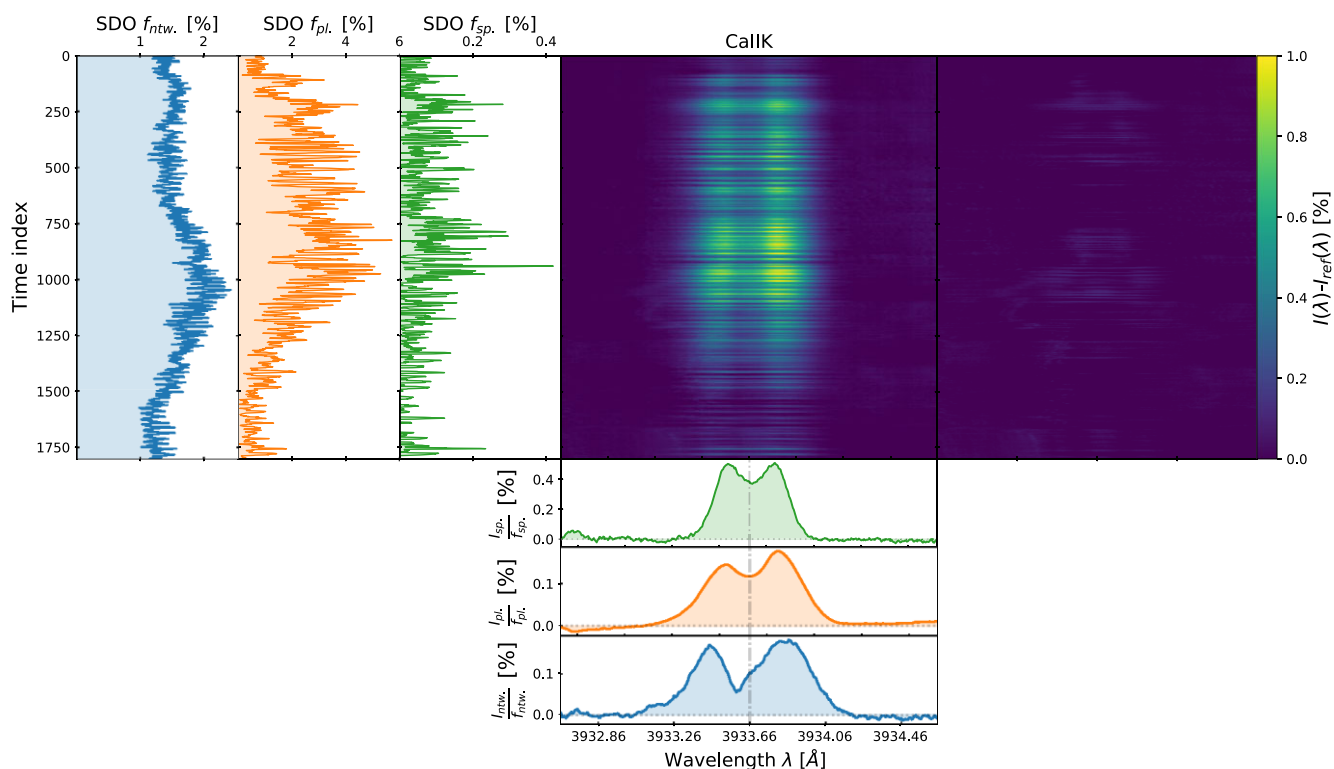 SDO f_ntw. [%] SDO f_pl. [%] SDO f_sp. [%]
CaIIK
1 2 2 4 6 0.2 0.4
0
250
500
750
1000
1250
1500
1750
Time index
1.0
0.8
0.6
0.4
0.2
0.0
I(λ)-I_ref(λ) [%]
0.4
0.2
0.0
I_sp./f_sp. [%]
0.1
0.0
I_pl./f_pl. [%]
0.1
0.0
I_ntw./f_ntw. [%]
3932.86 3933.26 3933.66 3934.06 3934.46
Wavelength λ [Å]